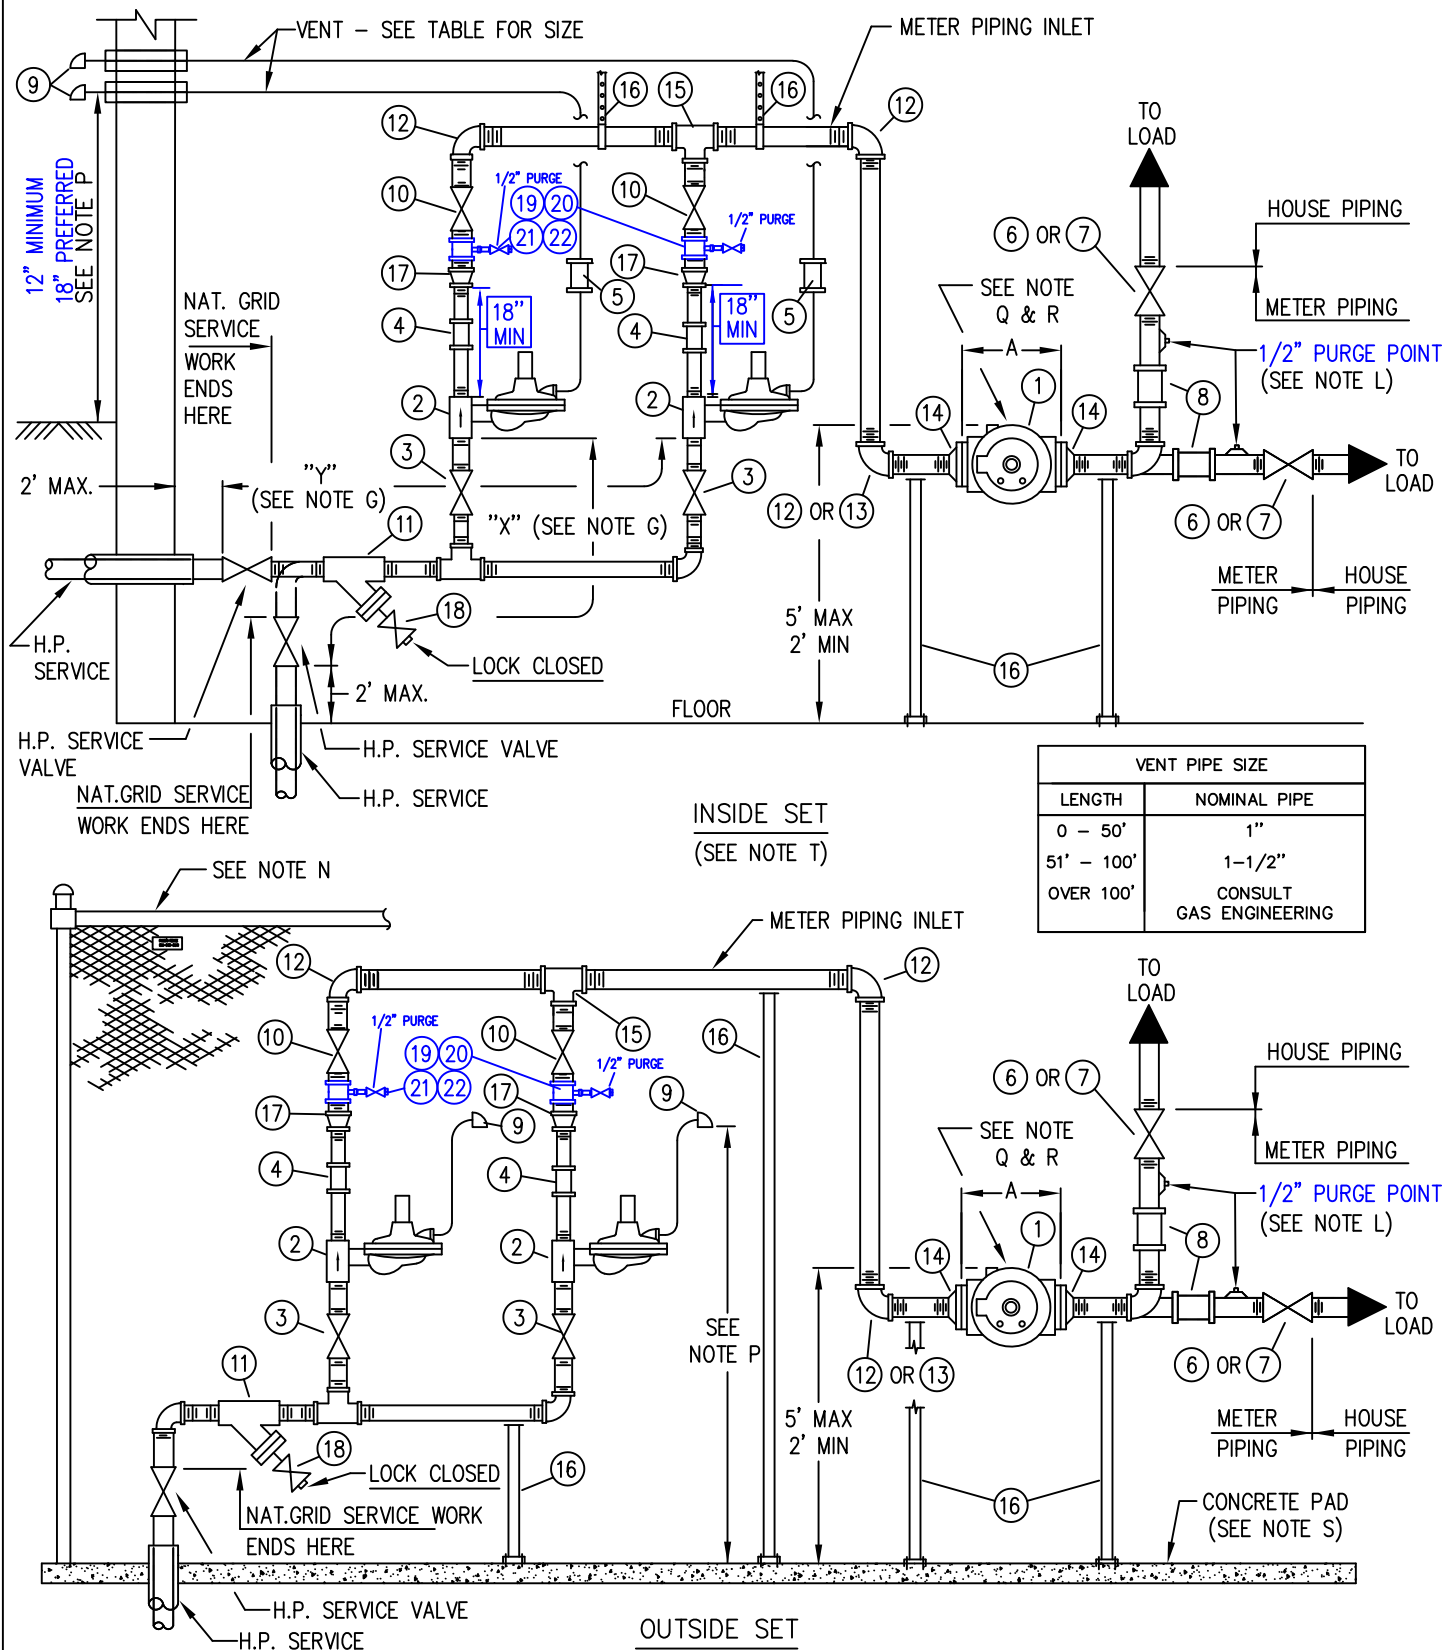 VENT – SEE TABLE FOR SIZE
METER PIPING INLET
9
16
15
16
12
12
TO
LOAD
12" MINIMUM
18" PREFERRED
SEE NOTE P
10
1/2" PURGE
19 20
21 22
10
1/2" PURGE
HOUSE PIPING
6 OR 7
METER PIPING
17
17
5
5
NAT. GRID
SERVICE
WORK
ENDS
HERE
4
18"
MIN
4
18"
MIN
SEE NOTE
Q & R
A
1/2" PURGE POINT
(SEE NOTE L)
2
2
14
1
14
8
3
3
2' MAX.
"Y"
(SEE NOTE G)
"X" (SEE NOTE G)
11
12 OR 13
TO
LOAD
6 OR 7
METER
PIPING
HOUSE
PIPING
5' MAX
2' MIN
18
LOCK CLOSED
16
H.P.
SERVICE
2' MAX.
FLOOR
H.P. SERVICE
VALVE
H.P. SERVICE VALVE
NAT.GRID SERVICE
WORK ENDS HERE
H.P. SERVICE
INSIDE SET
(SEE NOTE T)
VENT PIPE SIZE
LENGTH NOMINAL PIPE
0 – 50' 1"
51' – 100' 1–1/2"
OVER 100' CONSULT
GAS ENGINEERING
SEE NOTE N
METER PIPING INLET
12
12
TO
LOAD
10
1/2" PURGE
19 20
21 22
10
1/2" PURGE
15
16
HOUSE PIPING
6 OR 7
METER PIPING
17
17
9
9
4
4
SEE NOTE
Q & R
A
1/2" PURGE POINT
(SEE NOTE L)
2
2
14
1
14
8
3
3
SEE
NOTE P
TO
LOAD
11
12 OR 13
6 OR 7
METER
PIPING
HOUSE
PIPING
5' MAX
2' MIN
18
LOCK CLOSED
16
16
NAT.GRID SERVICE WORK
ENDS HERE
CONCRETE PAD
(SEE NOTE S)
H.P. SERVICE VALVE
H.P. SERVICE
OUTSIDE SET